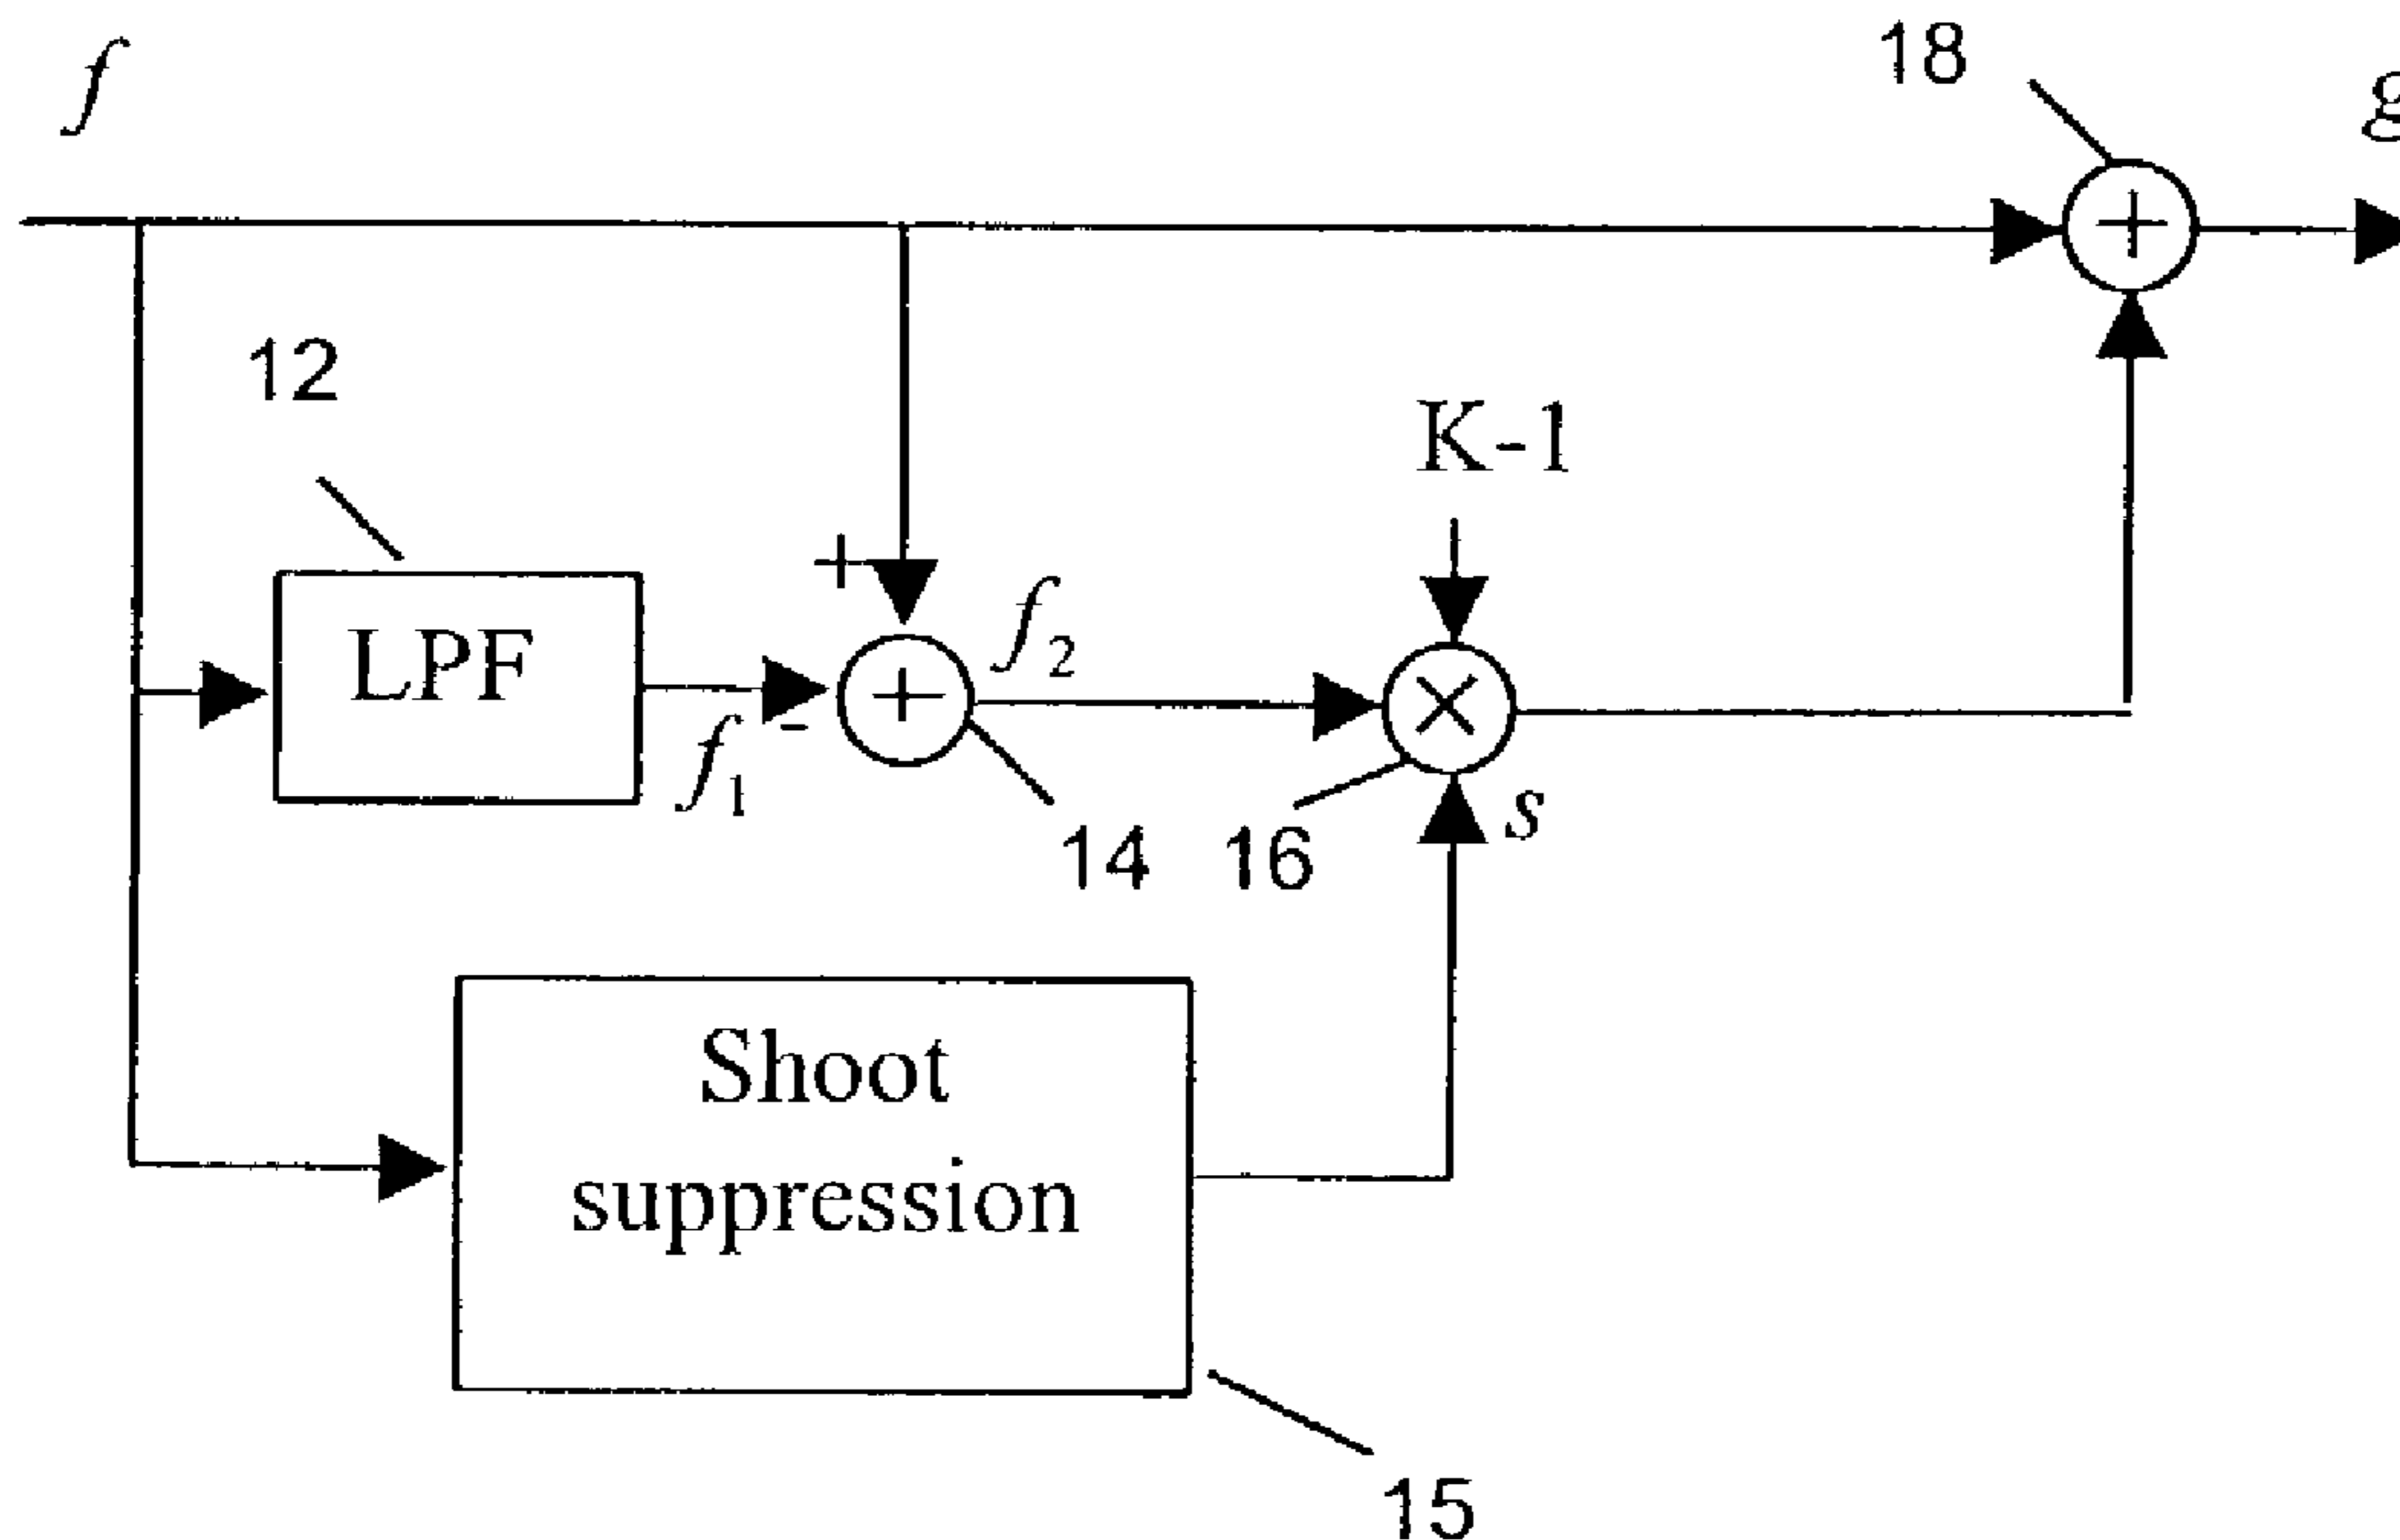 f
18
g
12
K-1
+
+
LPF
f2
+
×
f1
-
s
14
16
Shoot
suppression
15